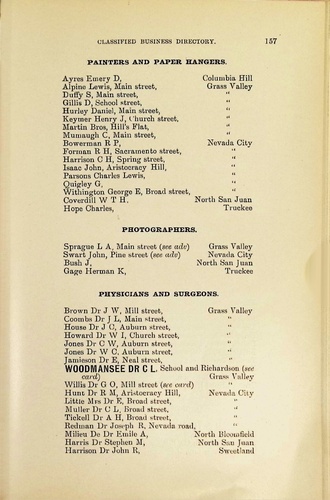 CLASSIFIED BUSINESS DIRECTORY. 157
PAINTERS AND PAPER HANGERS.
Ayres Emery D, Columbia Hill
Alpine Lewis, Main street, Grass Valley
Duffy S, Main street, "
Gillis D, School street, "
Hurley Daniel, Main street, "
Keymer Henry J, Church street, "
Martin Bros, Hill's Flat, "
Mumaugh C, Main street, "
Bowerman R P, Nevada City
Forman R H, Sacramento street, "
Harrison C H, Spring street, "
Isaac John, Aristocracy Hill, "
Parsons Charles Lewis, "
Quigley G, "
Withington George E, Broad street, "
Coverdill W T H, North San Juan
Hope Charles, Truckee
PHOTOGRAPHERS.
Sprague L A, Main street (see adv) Grass Valley
Swart John, Pine street (see adv) Nevada City
Bush J, North San Juan
Gage Herman K, Truckee
PHYSICIANS AND SURGEONS.
Brown Dr J W, Mill street, Grass Valley
Coombs Dr J L, Main street, "
House Dr J C, Auburn street, "
Howard Dr W I, Church street, "
Jones Dr C W, Auburn street, "
Jones Dr W C, Auburn street, "
Jamieson Dr E, Neal street, "
WOODMANSEE DR C L, School and Richardson (see
card) Grass Valley
Willis Dr G O, Mill street (see card) "
Hunt Dr R M, Aristocracy Hill, Nevada City
Little Mrs Dr E, Broad street, "
Muller Dr C L, Broad street, "
Tickell Dr A H, Broad street, "
Redman Dr Joseph R, Nevada road, "
Milieu De Dr Emile A, North Bloomfield
Harris Dr Stephen M, North San Juan
Harrison Dr John R, Sweetland